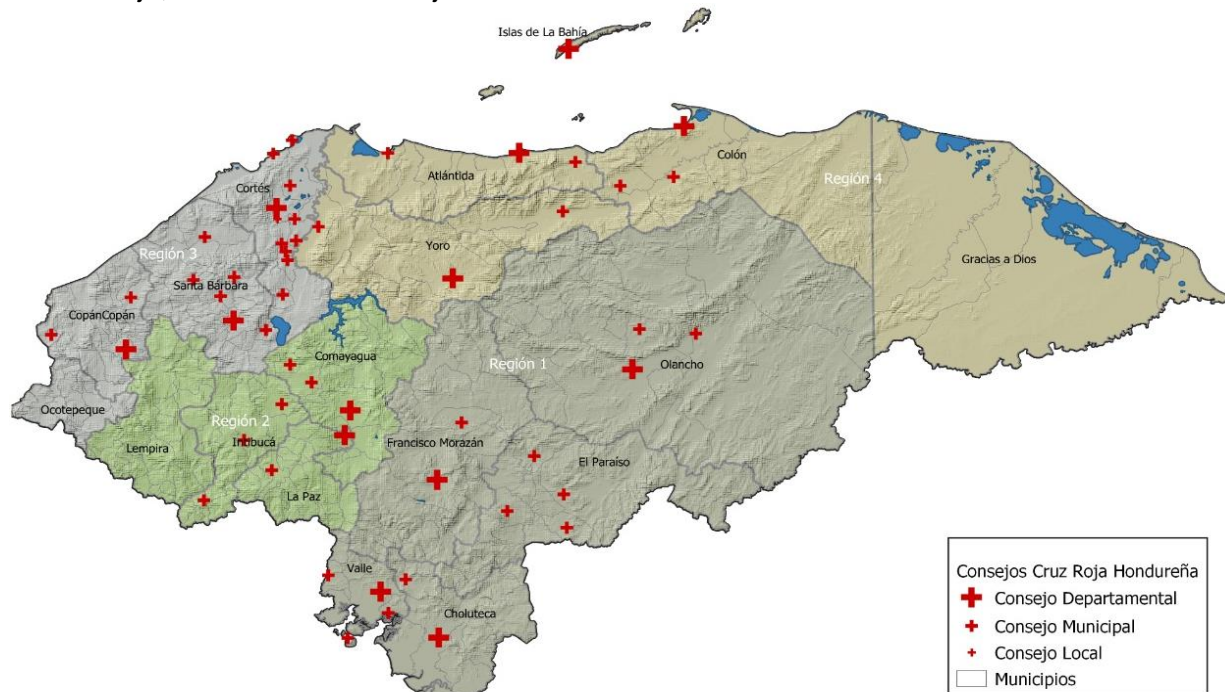 Islas de La Bahía
Colón
Atlántida
Región 4
Cortés
Yoro
Región 3
Gracias a Dios
Santa Bárbara
CopánCopán
Comayagua
Región 1
Olancho
Ocotepeque
Región 2
Francisco Morazán
Intibucá
Lempira
El Paraíso
La Paz
Valle
Choluteca
Consejos Cruz Roja Hondureña
Consejo Departamental
Consejo Municipal
Consejo Local
Municipios